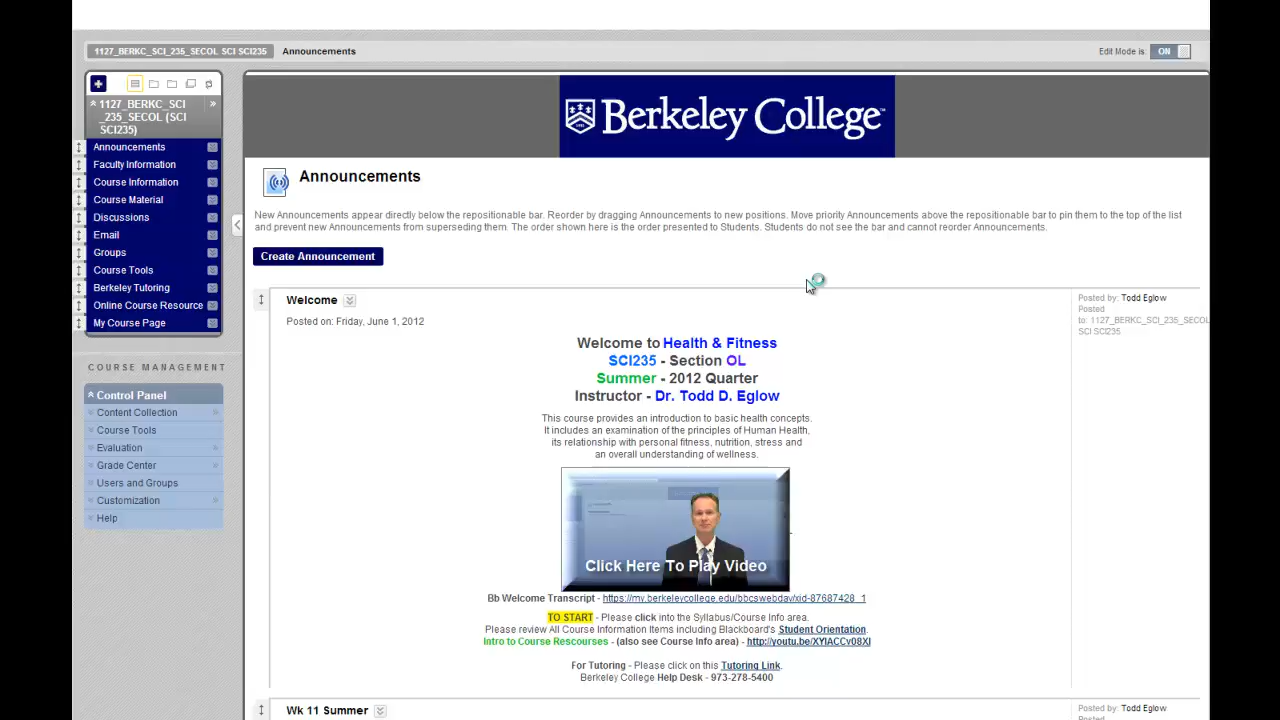 1127_BERKC_SCI_235_SECOL SCI SCI235
Announcements
Edit Mode is:
ON
1127_BERKC_SCI
_235_SECOL (SCI
SCI235)
Announcements
Faculty Information
Course Information
Course Material
Discussions
Email
Groups
Course Tools
Berkeley Tutoring
Online Course Resource
My Course Page
COURSE MANAGEMENT
Control Panel
Content Collection
Course Tools
Evaluation
Grade Center
Users and Groups
Customization
Help
Berkeley College™
Announcements
New Announcements appear directly below the repositionable bar. Reorder by dragging Announcements to new positions. Move priority Announcements above the repositionable bar to pin them to the top of the list
and prevent new Announcements from superseding them. The order shown here is the order presented to Students. Students do not see the bar and cannot reorder Announcements.
Create Announcement
Welcome
Posted on: Friday, June 1, 2012
Posted by: Todd Eglow
Posted
to: 1127_BERKC_SCI_235_SECOL
SCI SCI235
Welcome to Health & Fitness
SCI235 - Section OL
Summer - 2012 Quarter
Instructor - Dr. Todd D. Eglow
This course provides an introduction to basic health concepts.
It includes an examination of the principles of Human Health,
its relationship with personal fitness, nutrition, stress and
an overall understanding of wellness.
Click Here To Play Video
Bb Welcome Transcript - https://my.berkeleycollege.edu/bbcswebdav/xid-87687428_1
TO START - Please click into the Syllabus/Course Info area.
Please review All Course Information Items including Blackboard's Student Orientation.
Intro to Course Rescourses - (also see Course Info area) - http://youtu.be/XYIACCv08XI
For Tutoring - Please click on this Tutoring Link.
Berkeley College Help Desk - 973-278-5400
Wk 11 Summer
Posted by: Todd Eglow
Posted